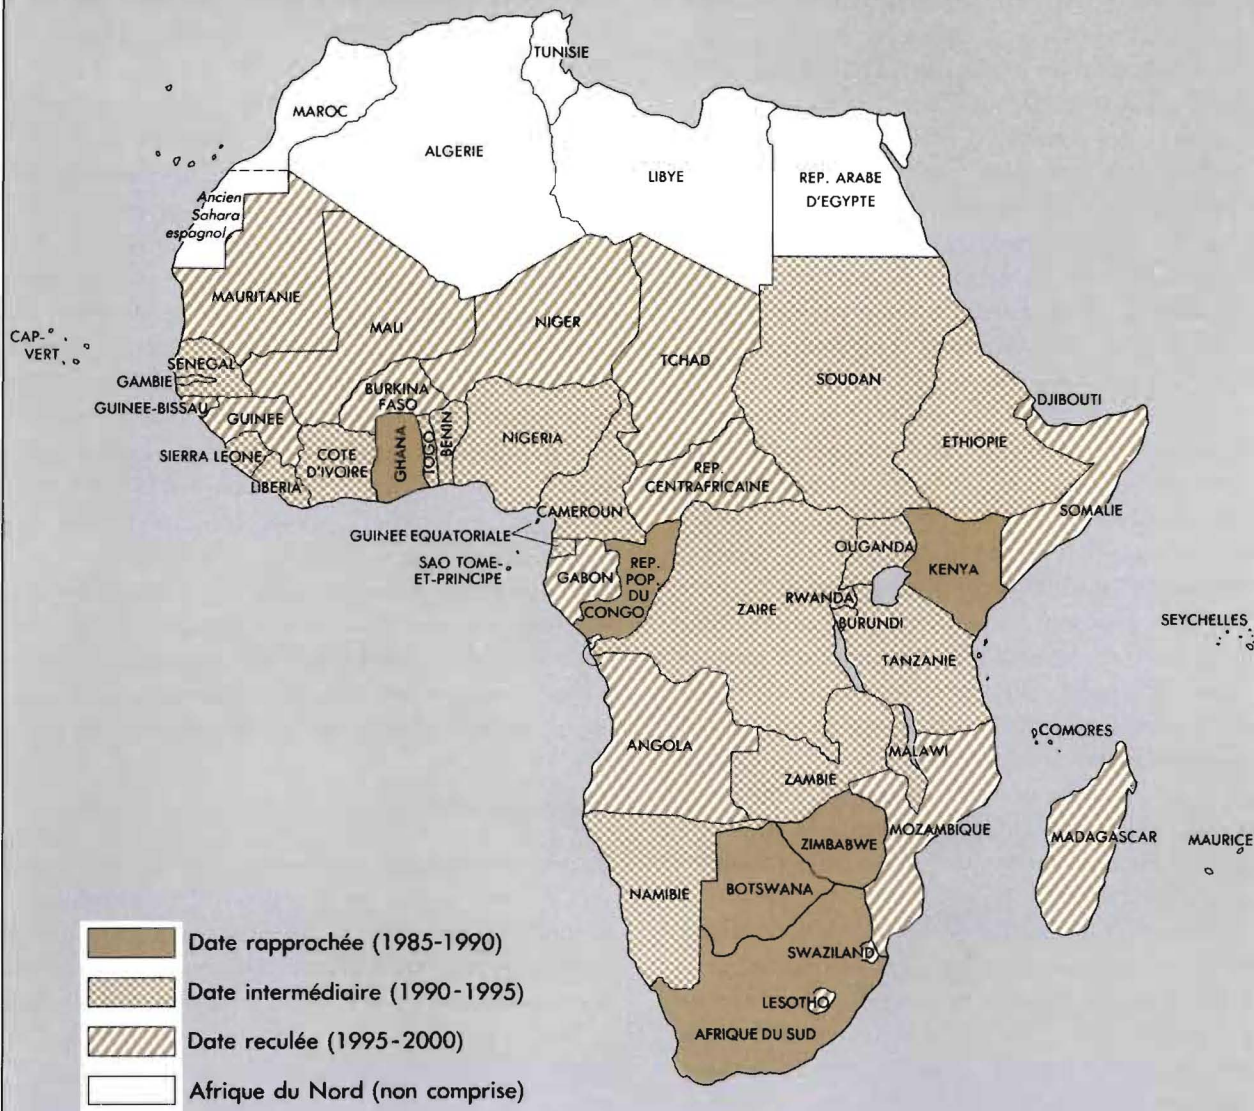 TUNISIE
MAROC
ALGERIE
LIBYE
REP. ARABE
D'EGYPTE
Ancien
Sahara
espagnol
MAURITANIE
MALI
NIGER
TCHAD
SOUDAN
CAP-
VERT
SENEGAL
GAMBIE
GUINEE-BISSAU
GUINEE
SIERRA LEONE
LIBERIA
COTE
D'IVOIRE
BURKINA
FASO
GHANA
TOGO
BENIN
NIGERIA
DJIBOUTI
ETHIOPIE
SOMALIE
REP.
CENTRAFRICAINE
CAMEROUN
GUINEE EQUATORIALE
SAO TOME-
ET-PRINCIPE
GABON
REP.
POP.
DU
CONGO
ZAIRE
OUGANDA
KENYA
RWANDA
BURUNDI
TANZANIE
SEYCHELLES
COMORES
ANGOLA
ZAMBIE
MALAWI
MOZAMBIQUE
MADAGASCAR
MAURICE
ZIMBABWE
NAMIBIE
BOTSWANA
SWAZILAND
LESOTHO
AFRIQUE DU SUD
Date rapprochée (1985-1990)
Date intermédiaire (1990-1995)
Date reculée (1995-2000)
Afrique du Nord (non comprise)